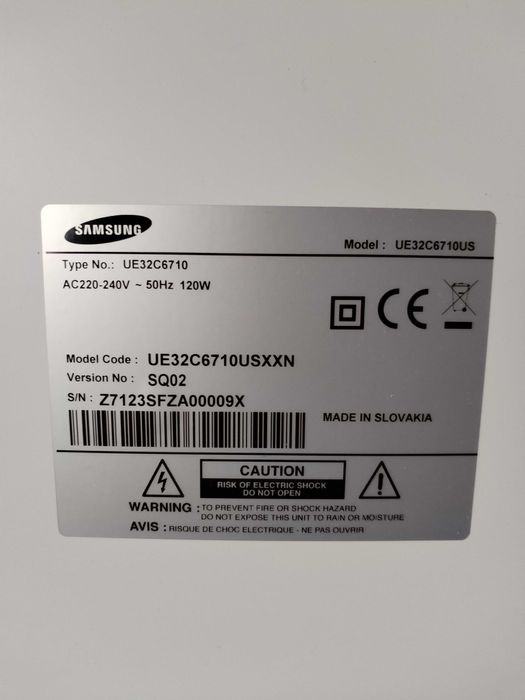 SAMSUNG
Model : UE32C6710US
Type No.: UE32C6710
AC220-240V ~ 50Hz 120W
CE
Model Code : UE32C6710USXXN
Version No : SQ02
S/N : Z7123SFZA00009X
MADE IN SLOVAKIA
CAUTION
RISK OF ELECTRIC SHOCK
DO NOT OPEN
WARNING : TO PREVENT FIRE OR SHOCK HAZARD
DO NOT EXPOSE THIS UNIT TO RAIN OR MOISTURE
AVIS : RISQUE DE CHOC ELECTRIQUE - NE PAS OUVRIR